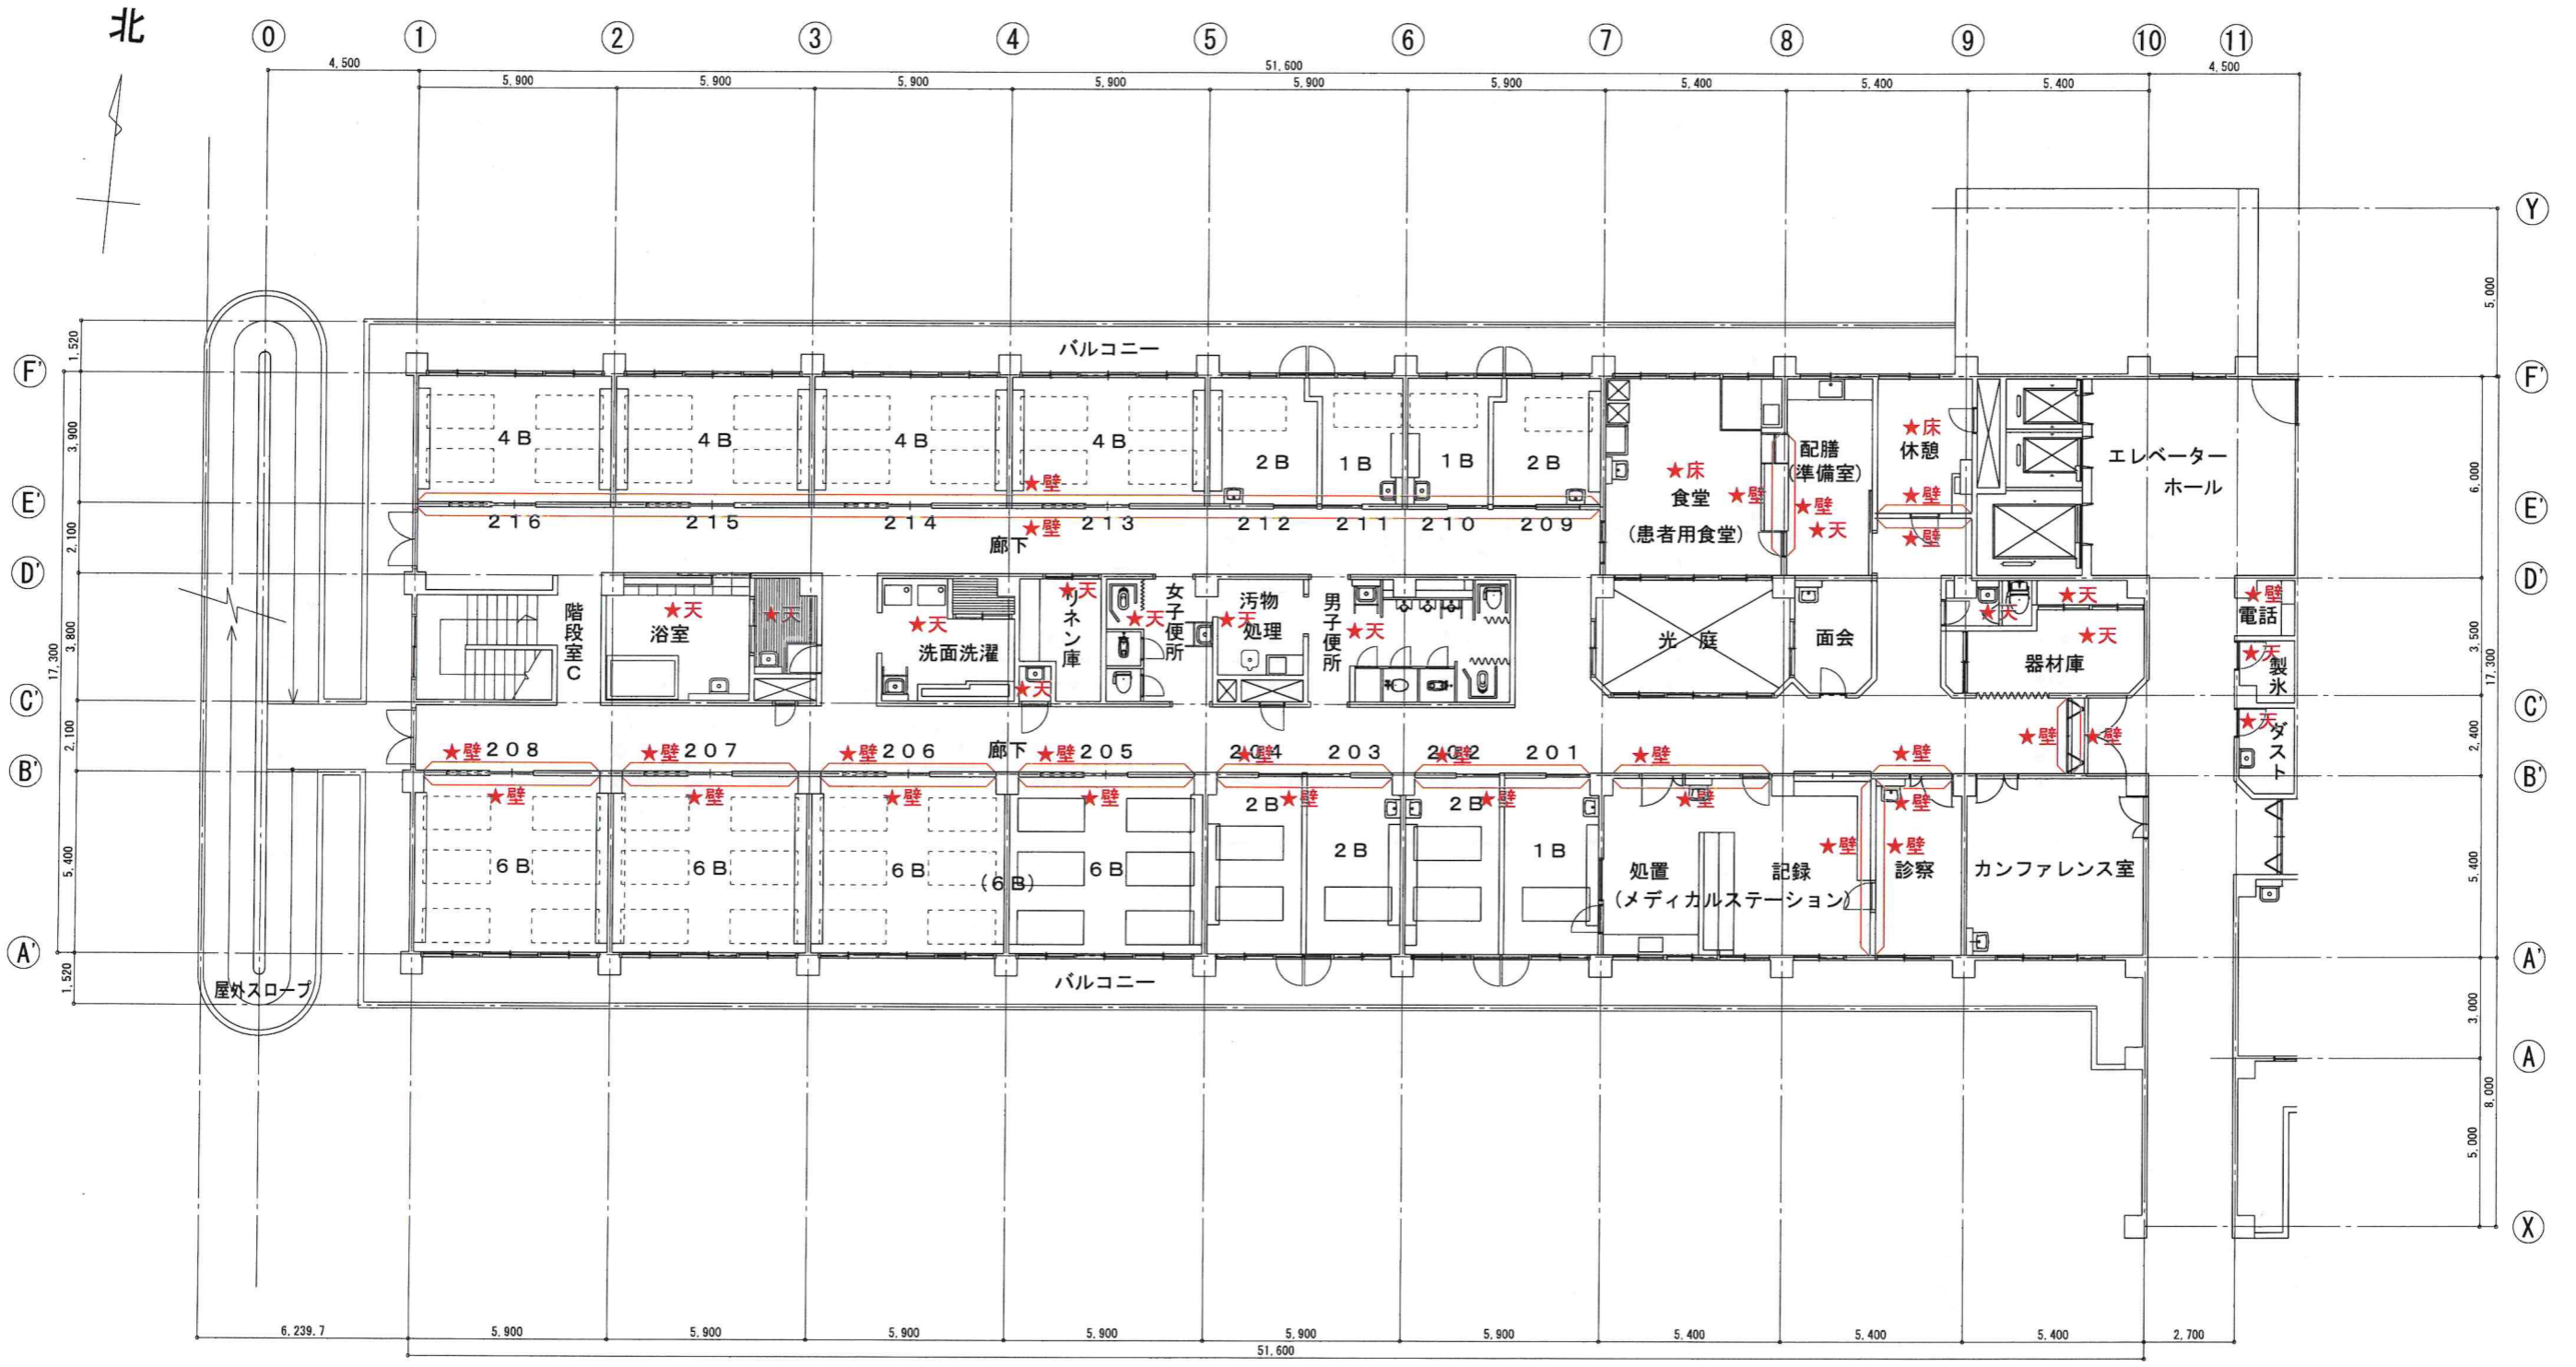 北
⓪ ① ② ③ ④ ⑤ ⑥ ⑦ ⑧ ⑨ ⑩ ⑪
4,500 51,600 4,500
5,900 5,900 5,900 5,900 5,900 5,900 5,400 5,400 5,400
Y
5,000
1,520
バルコニー
F' F'
3,900
6,000
4B 4B 4B 4B 2B 1B 1B 2B
★床 食堂 (患者用食堂)
★壁
配膳 (準備室)
★壁
★天
★床 休憩
★壁
★壁
エレベーター
ホール
★壁
E' E'
216 215 214 213 212 211 210 209
★壁
2,100
廊下
D' D'
3,800
17,300
階段室C
★天 浴室
★天
★天 洗面洗濯
★天 リネン庫
★天
★天 女子便所
★天 汚物処理
★天 男子便所
光庭
面会
★天
★天
★天 器材庫
★壁 電話
★天 製氷
★天 ダスト
3,500
17,300
C' C'
2,100
2,400
★壁 208 ★壁 207 ★壁 206 廊下 ★壁 205 204 ★壁 203 202 ★壁 201 ★壁 ★壁 ★壁 ★壁
B' B'
★壁 ★壁 ★壁 ★壁 2B ★壁 2B ★壁 ★壁 ★壁
2B 1B
★壁 ★壁
5,400
5,400
6B 6B 6B (6B) 6B
処置 記録 診察 カンファレンス室
(メディカルステーション)
A' A'
1,520
屋外スロープ
バルコニー
3,000
A
8,000
5,000
X
6,239.7 5,900 5,900 5,900 5,900 5,900 5,900 5,400 5,400 5,400 2,700
51,600